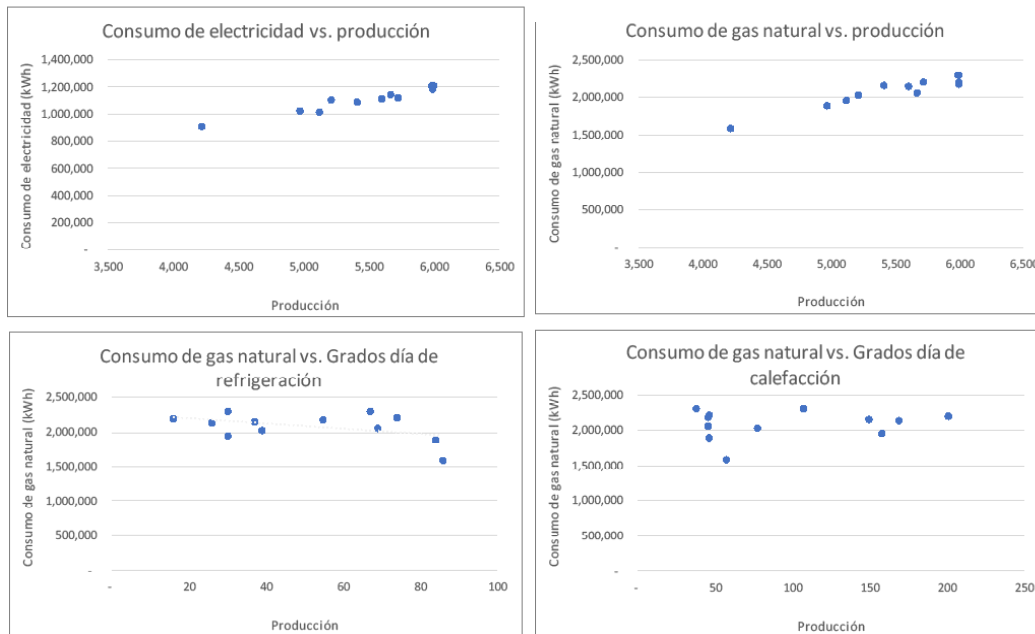 Consumo de electricidad vs. producción
Consumo de electricidad (kWh)
1,400,000
1,200,000
1,000,000
800,000
600,000
400,000
200,000
-
3,500 4,000 4,500 5,000 5,500 6,000 6,500
Producción
Consumo de gas natural vs. producción
Consumo de gas natural (kWh)
2,500,000
2,000,000
1,500,000
1,000,000
500,000
-
3,500 4,000 4,500 5,000 5,500 6,000 6,500
Producción
Consumo de gas natural vs. Grados día de
refrigeración
Consumo de gas natural (kWh)
2,500,000
2,000,000
1,500,000
1,000,000
500,000
-
- 20 40 60 80 100
Producción
Consumo de gas natural vs. Grados día de
calefacción
Consumo de gas natural (kWh)
2,500,000
2,000,000
1,500,000
1,000,000
500,000
-
- 50 100 150 200 250
Producción